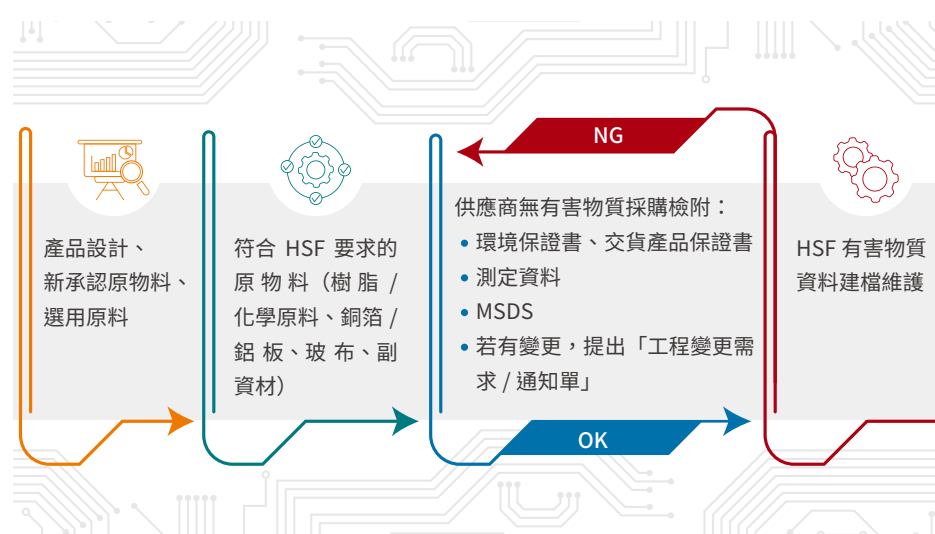 產品設計、
新承認原物料、
選用原料
符合 HSF 要求的
原物料（樹脂 /
化學原料、銅箔 /
鋁板、玻布、副
資材）
NG
供應商無有害物質採購檢附：
• 環境保證書、交貨產品保證書
• 測定資料
• MSDS
• 若有變更，提出「工程變更需
求 / 通知單」
OK
HSF 有害物質
資料建檔維護